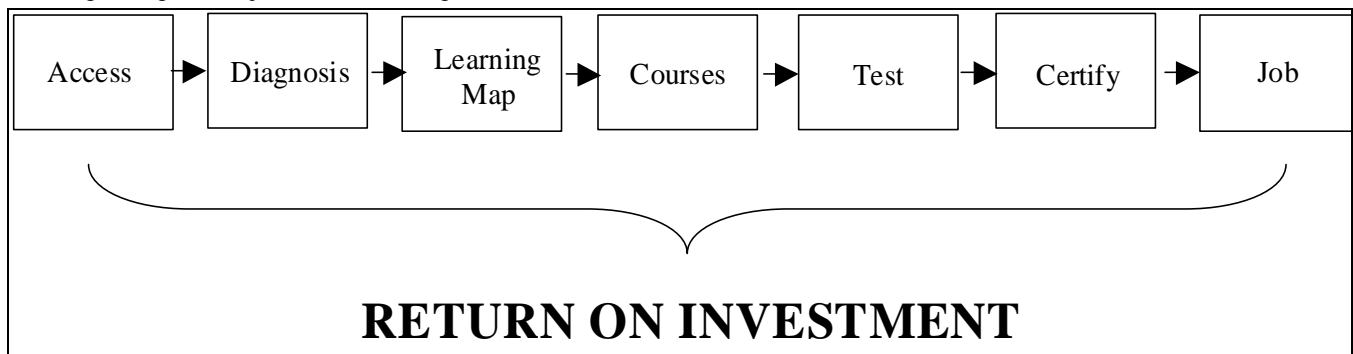 Access
Diagnosis
Learning
Map
Courses
Test
Certify
Job
RETURN ON INVESTMENT